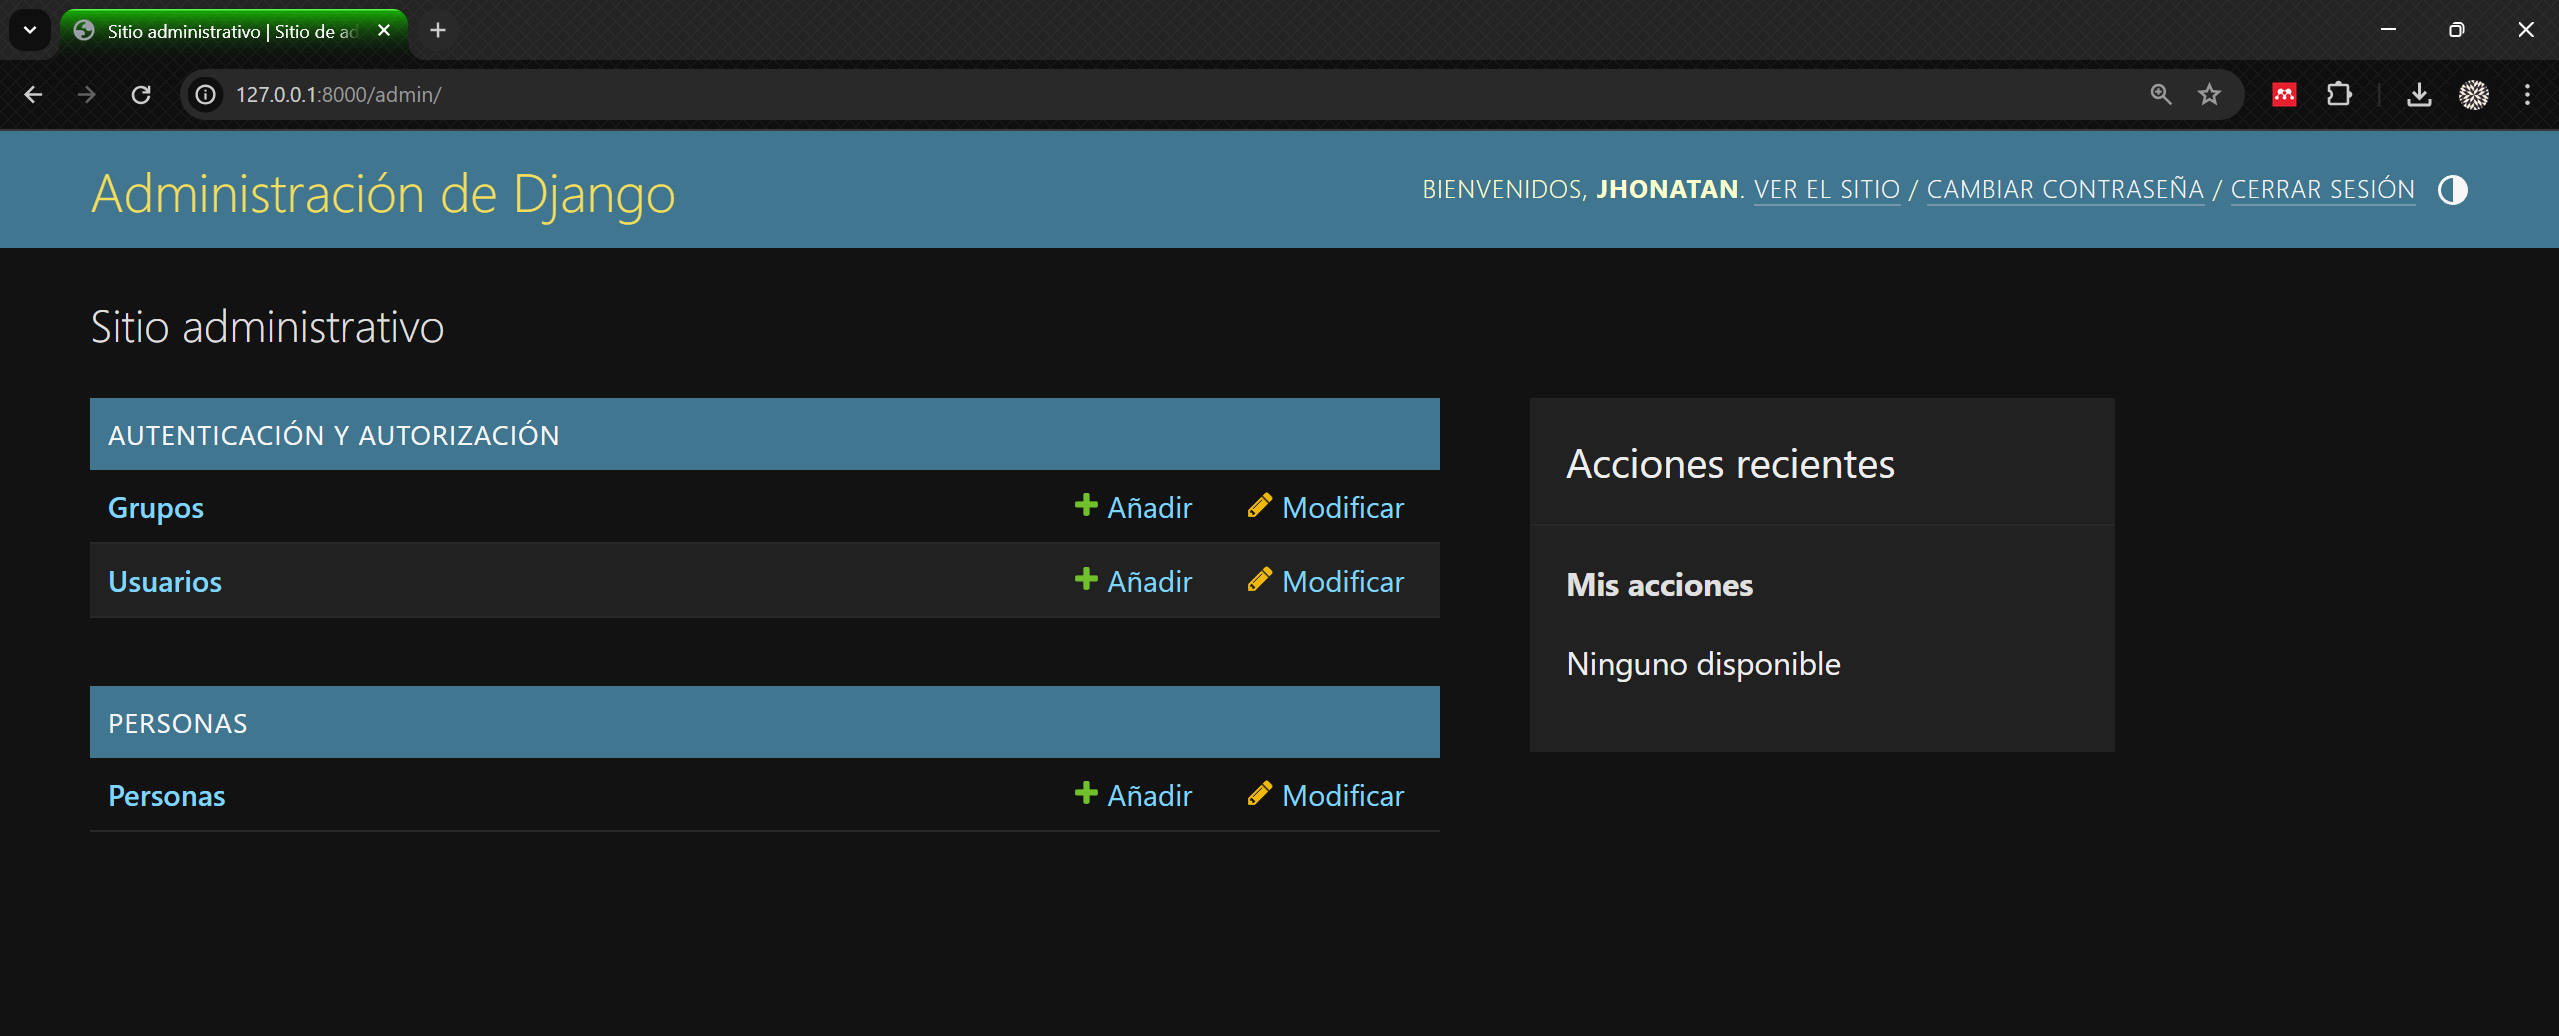 Sitio administrativo | Sitio de ad
127.0.0.1:8000/admin/
Administración de Django
BIENVENIDOS, JHONATAN. VER EL SITIO / CAMBIAR CONTRASEÑA / CERRAR SESIÓN
Sitio administrativo
AUTENTICACIÓN Y AUTORIZACIÓN
Grupos Añadir Modificar
Usuarios Añadir Modificar
PERSONAS
Personas Añadir Modificar
Acciones recientes
Mis acciones
Ninguno disponible